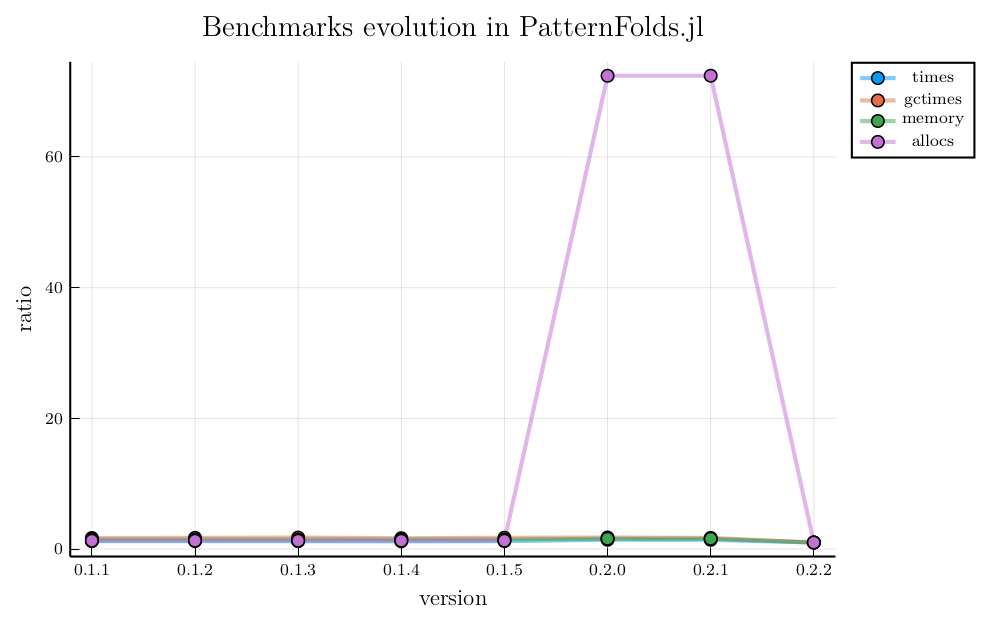 Benchmarks evolution in PatternFolds.jl
times
gctimes
memory
allocs
60
40
20
0
ratio
0.1.1 0.1.2 0.1.3 0.1.4 0.1.5 0.2.0 0.2.1 0.2.2
version